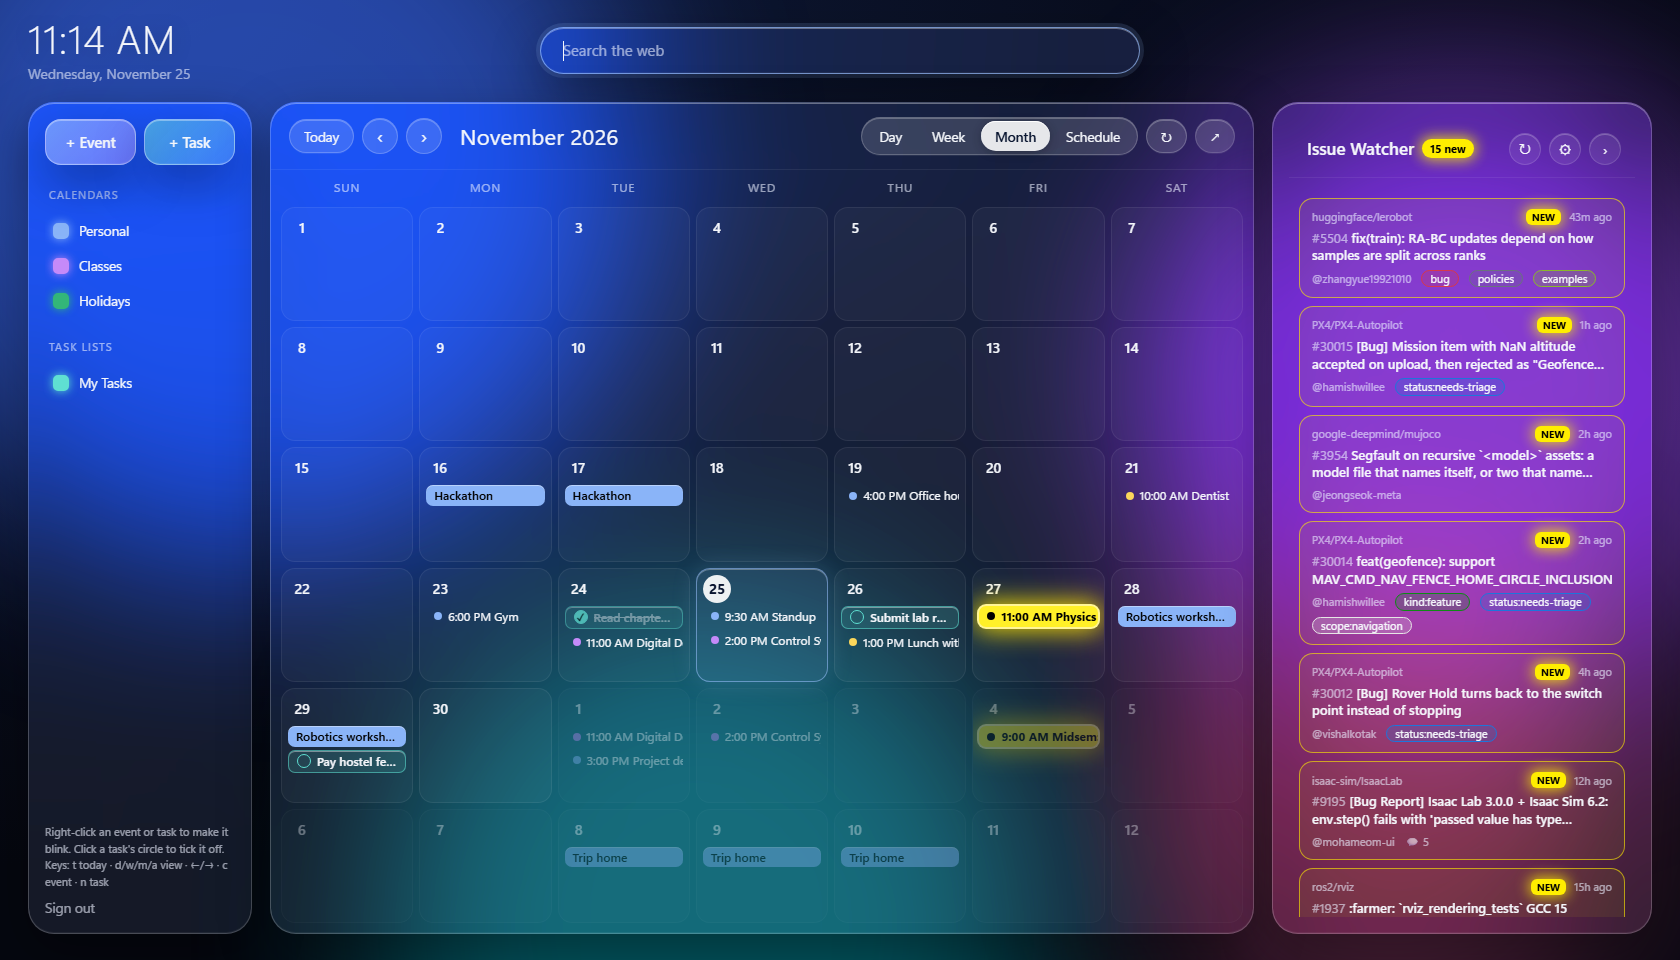 11:14 AM
Wednesday, November 25
Search the web
+ Event
+ Task
CALENDARS
Personal
Classes
Holidays
TASK LISTS
My Tasks
Right-click an event or task to make it
blink. Click a task's circle to tick it off.
Keys: t today · d/w/m/a view · ←/→ · c
event · n task
Sign out
Today
‹
›
November 2026
Day
Week
Month
Schedule
SUN MON TUE WED THU FRI SAT
1 2 3 4 5 6 7
8 9 10 11 12 13 14
15 16 17 18 19 20 21
Hackathon
Hackathon
4:00 PM Office hou
10:00 AM Dentist
22 23 24 25 26 27 28
6:00 PM Gym
Read chapte...
11:00 AM Digital D
9:30 AM Standup
2:00 PM Control S
Submit lab r...
1:00 PM Lunch with
11:00 AM Physics
Robotics worksh...
29 30 1 2 3 4 5
Robotics worksh...
Pay hostel fe...
11:00 AM Digital D
3:00 PM Project de
2:00 PM Control S
9:00 AM Midsem
6 7 8 9 10 11 12
Trip home
Trip home
Trip home
Issue Watcher
15 new
›
huggingface/lerobot NEW 43m ago
#5504 fix(train): RA-BC updates depend on how
samples are split across ranks
@zhangyue19921010 bug policies examples
PX4/PX4-Autopilot NEW 1h ago
#30015 [Bug] Mission item with NaN altitude
accepted on upload, then rejected as "Geofence...
@hamishwillee status:needs-triage
google-deepmind/mujoco NEW 2h ago
#3954 Segfault on recursive `<model>` assets: a
model file that names itself, or two that name...
@jeongseok-meta
PX4/PX4-Autopilot NEW 2h ago
#30014 feat(geofence): support
MAV_CMD_NAV_FENCE_HOME_CIRCLE_INCLUSION
@hamishwillee kind:feature status:needs-triage
scope:navigation
PX4/PX4-Autopilot NEW 4h ago
#30012 [Bug] Rover Hold turns back to the switch
point instead of stopping
@vishalkotak status:needs-triage
isaac-sim/IsaacLab NEW 12h ago
#9195 [Bug Report] Isaac Lab 3.0.0 + Isaac Sim 6.2:
env.step() fails with 'passed value has type...
@mohameom-ui 5
ros2/rviz NEW 15h ago
#1937 :farmer: `rviz_rendering_tests` GCC 15